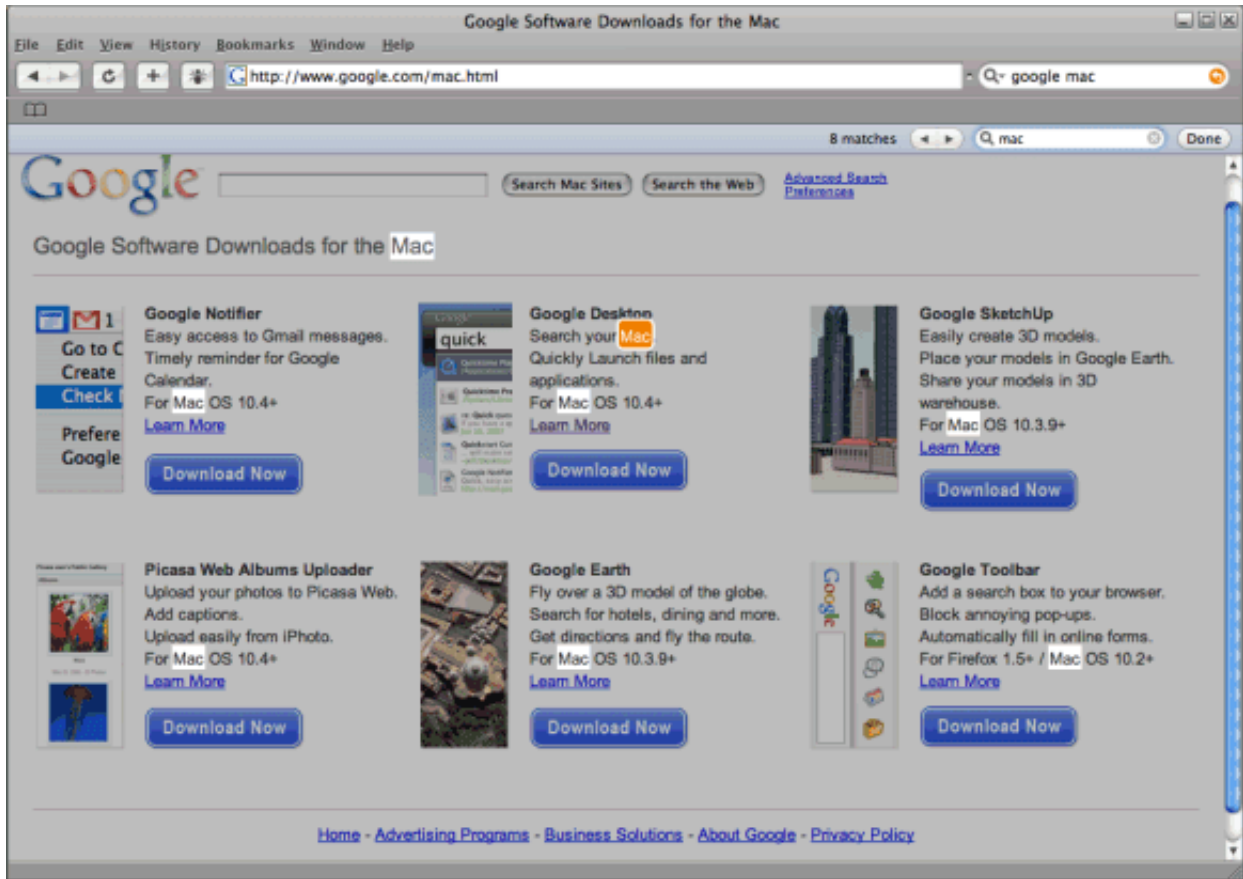 Google Software Downloads for the Mac
File Edit View History Bookmarks Window Help
http://www.google.com/mac.html
google mac
8 matches
mac
Done
Google
Search Mac Sites
Search the Web
Advanced Search
Preferences
Google Software Downloads for the Mac
1
Go to C
Create
Check
Prefere
Google
Google Notifier
Easy access to Gmail messages.
Timely reminder for Google
Calendar.
For Mac OS 10.4+
Learn More
Download Now
quick
Google Desktop
Search your Mac.
Quickly Launch files and
applications.
For Mac OS 10.4+
Learn More
Download Now
Google SketchUp
Easily create 3D models.
Place your models in Google Earth.
Share your models in 3D
warehouse.
For Mac OS 10.3.9+
Learn More
Download Now
Picasa Web Albums Uploader
Upload your photos to Picasa Web.
Add captions.
Upload easily from iPhoto.
For Mac OS 10.4+
Learn More
Download Now
Google Earth
Fly over a 3D model of the globe.
Search for hotels, dining and more.
Get directions and fly the route.
For Mac OS 10.3.9+
Learn More
Download Now
Google
Google Toolbar
Add a search box to your browser.
Block annoying pop-ups.
Automatically fill in online forms.
For Firefox 1.5+ / Mac OS 10.2+
Learn More
Download Now
Home - Advertising Programs - Business Solutions - About Google - Privacy Policy